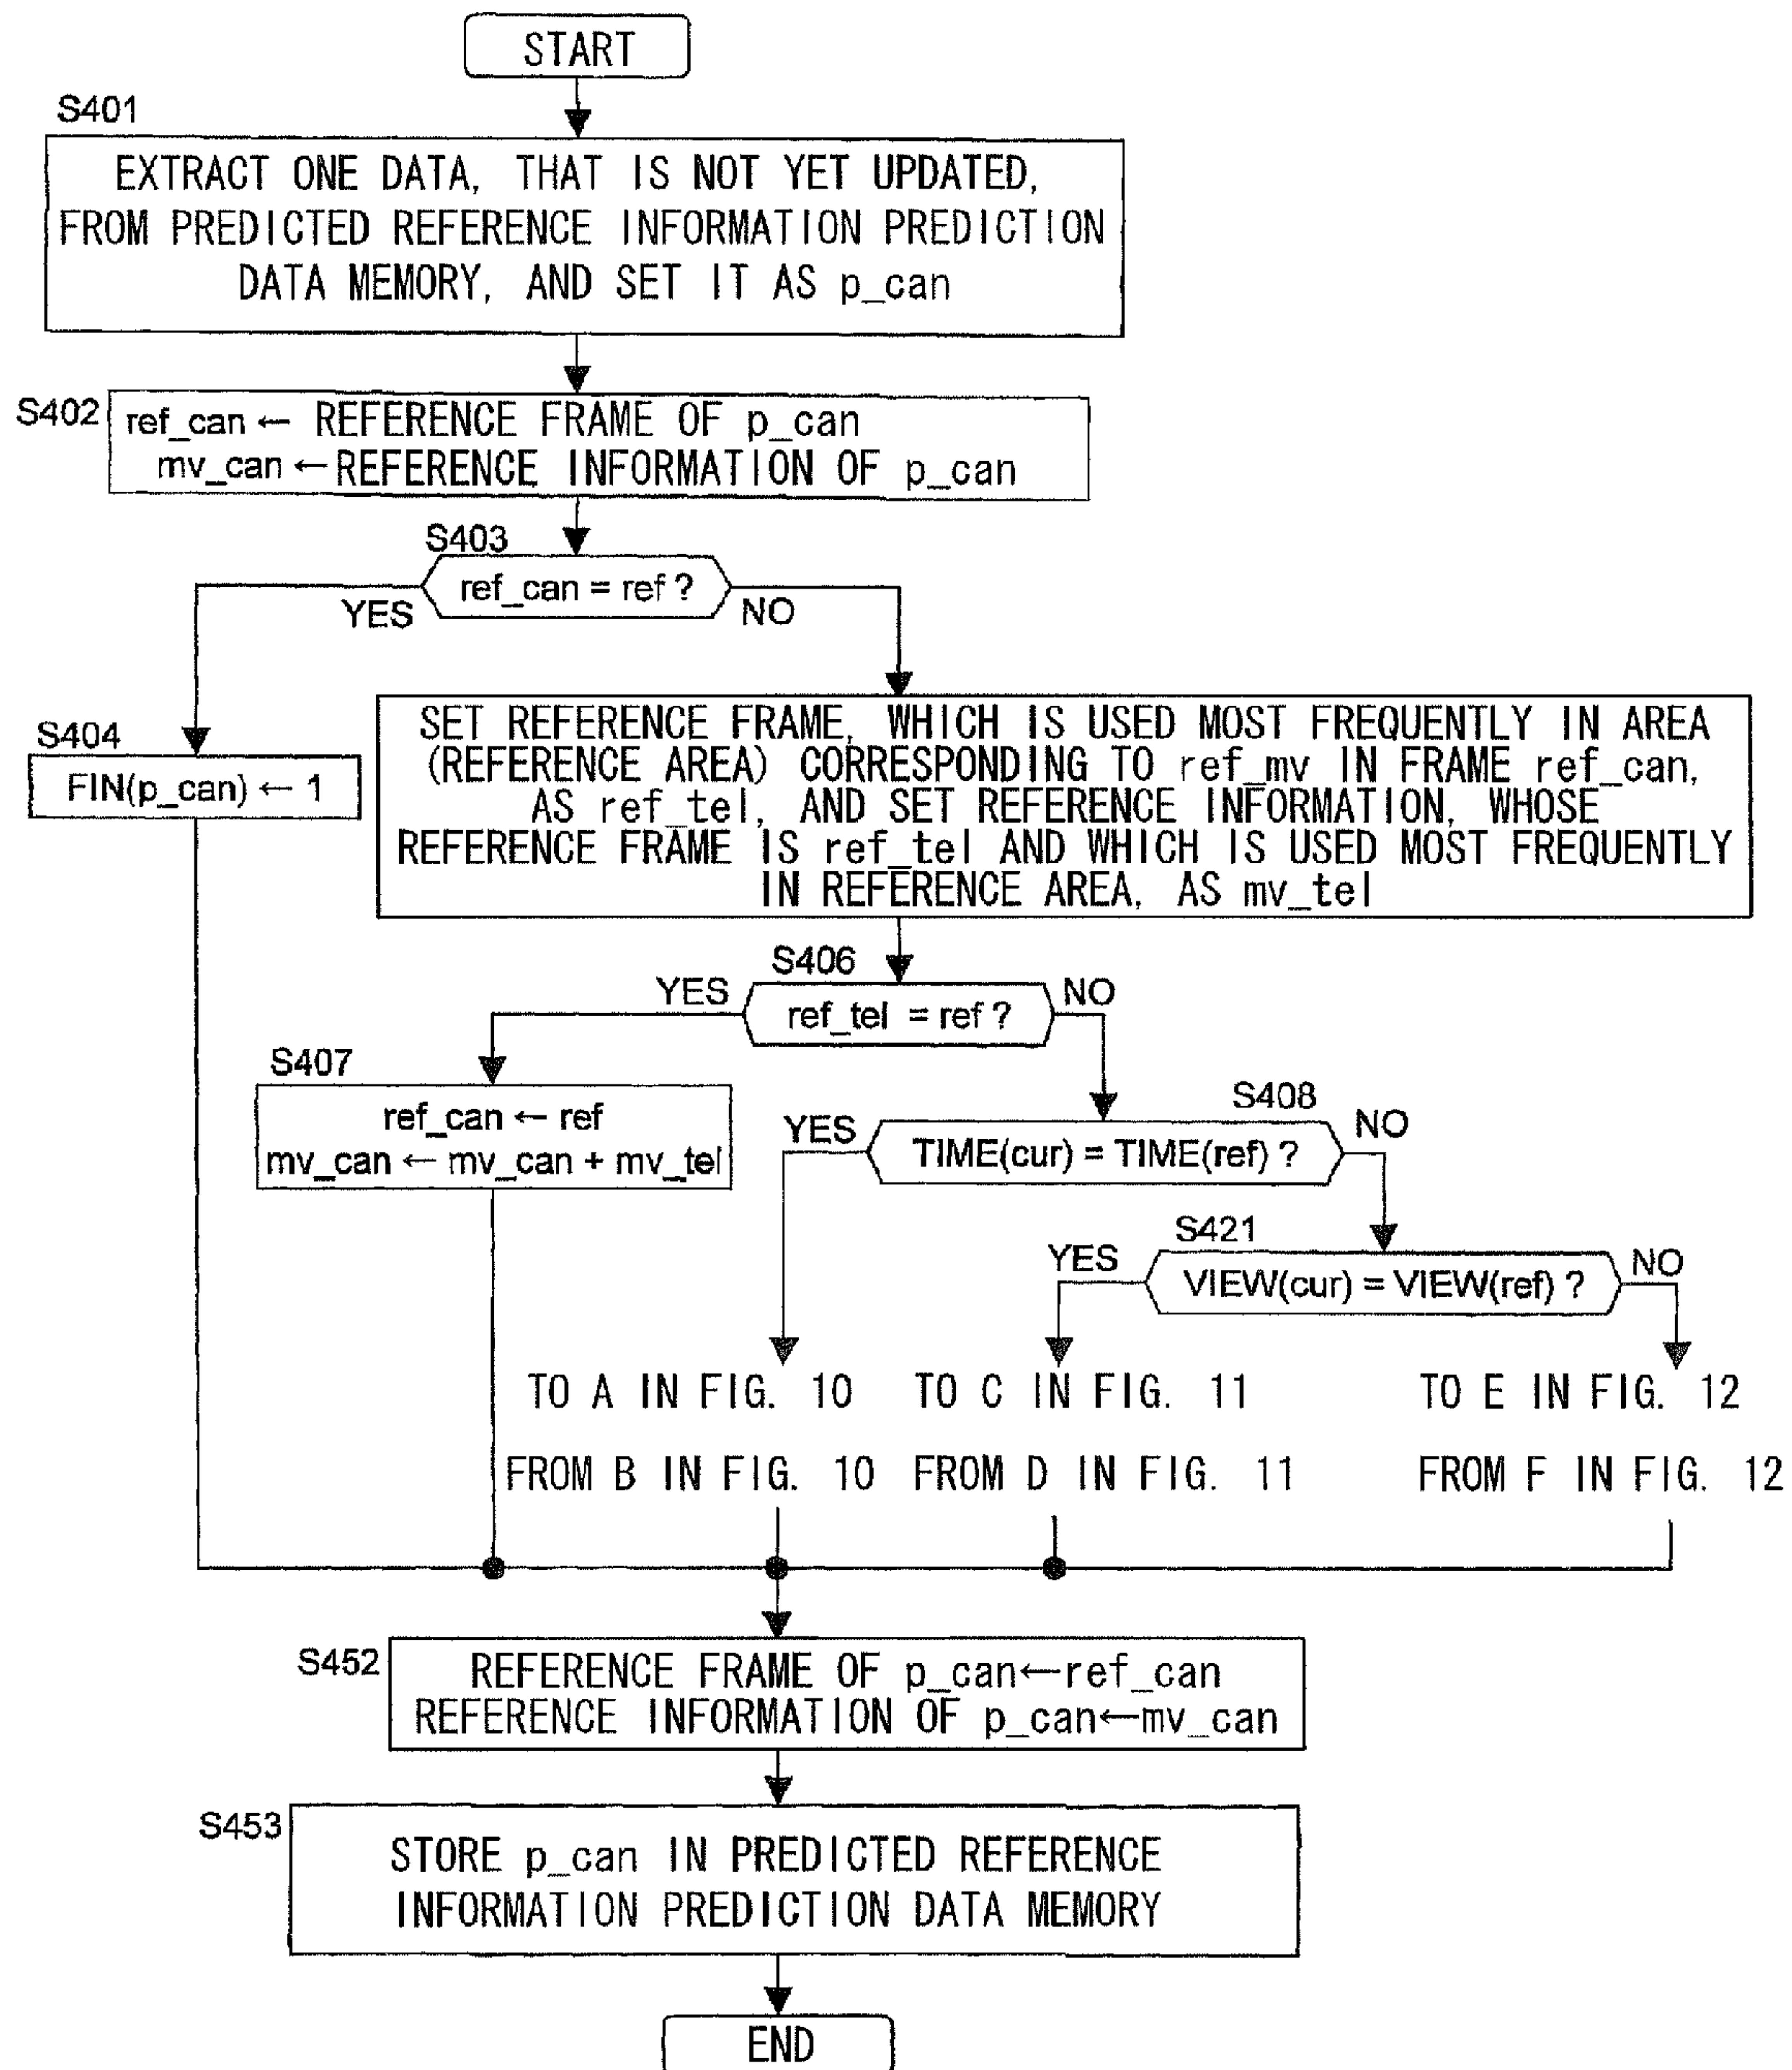 START
S401
EXTRACT ONE DATA, THAT IS NOT YET UPDATED,
FROM PREDICTED REFERENCE INFORMATION PREDICTION
DATA MEMORY, AND SET IT AS p_can
S402
ref_can ← REFERENCE FRAME OF p_can
mv_can ← REFERENCE INFORMATION OF p_can
S403
ref_can = ref ?
YES
NO
S404
FIN(p_can) ← 1
SET REFERENCE FRAME, WHICH IS USED MOST FREQUENTLY IN AREA
(REFERENCE AREA) CORRESPONDING TO ref_mv IN FRAME ref_can,
AS ref_tel, AND SET REFERENCE INFORMATION, WHOSE
REFERENCE FRAME IS ref_tel AND WHICH IS USED MOST FREQUENTLY
IN REFERENCE AREA, AS mv_tel
S406
YES
ref_tel = ref ?
NO
S407
ref_can ← ref
mv_can ← mv_can + mv_tel
S408
YES
TIME(cur) = TIME(ref) ?
NO
S421
YES
VIEW(cur) = VIEW(ref) ?
NO
TO A IN FIG. 10
TO C IN FIG. 11
TO E IN FIG. 12
FROM B IN FIG. 10
FROM D IN FIG. 11
FROM F IN FIG. 12
S452
REFERENCE FRAME OF p_can←ref_can
REFERENCE INFORMATION OF p_can←mv_can
S453
STORE p_can IN PREDICTED REFERENCE
INFORMATION PREDICTION DATA MEMORY
END